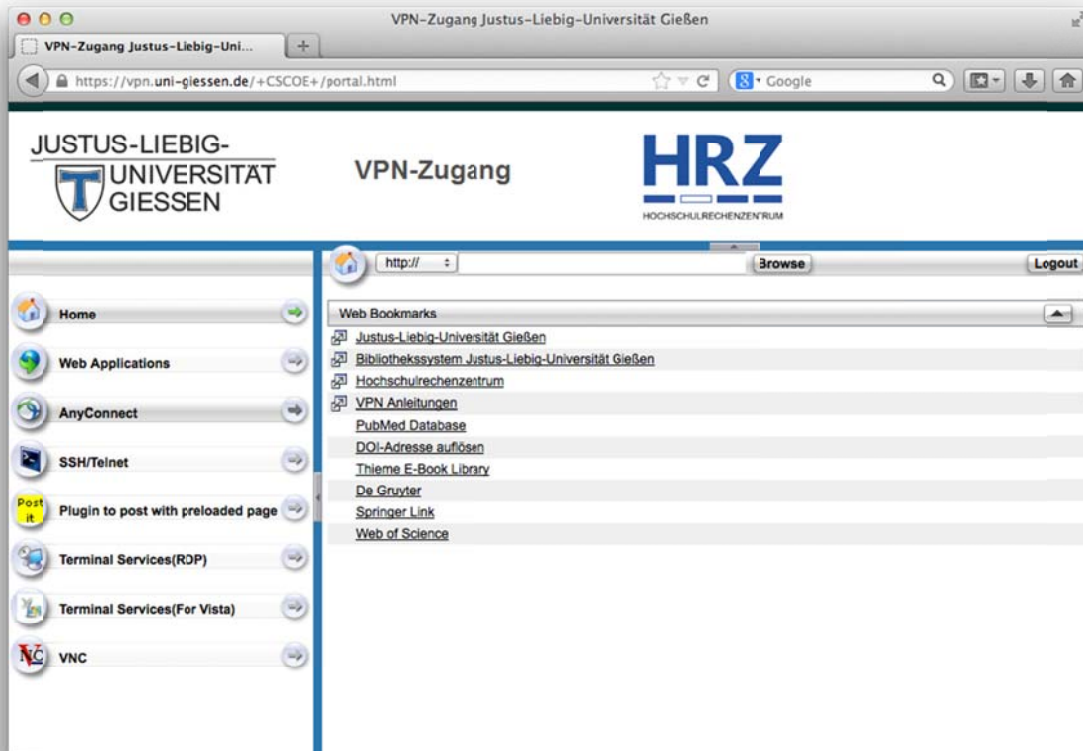 VPN-Zugang Justus-Liebig-Universität Gießen
VPN-Zugang Justus-Liebig-Uni...
https://vpn.uni-giessen.de/+CSCOE+/portal.html
8 Google
JUSTUS-LIEBIG-
UNIVERSITÄT
GIESSEN
VPN-Zugang
HRZ
HOCHSCHULRECHENZENTRUM
http://
Browse
Logout
Home
Web Applications
AnyConnect
SSH/Telnet
Post it
Plugin to post with preloaded page
Terminal Services(RDP)
Terminal Services(For Vista)
VNC
VNC
Web Bookmarks
Justus-Liebig-Universität Gießen
Bibliothekssystem Justus-Liebig-Universität Gießen
Hochschulrechenzentrum
VPN Anleitungen
PubMed Database
DOI-Adresse auflösen
Thieme E-Book Library
De Gruyter
Springer Link
Web of Science